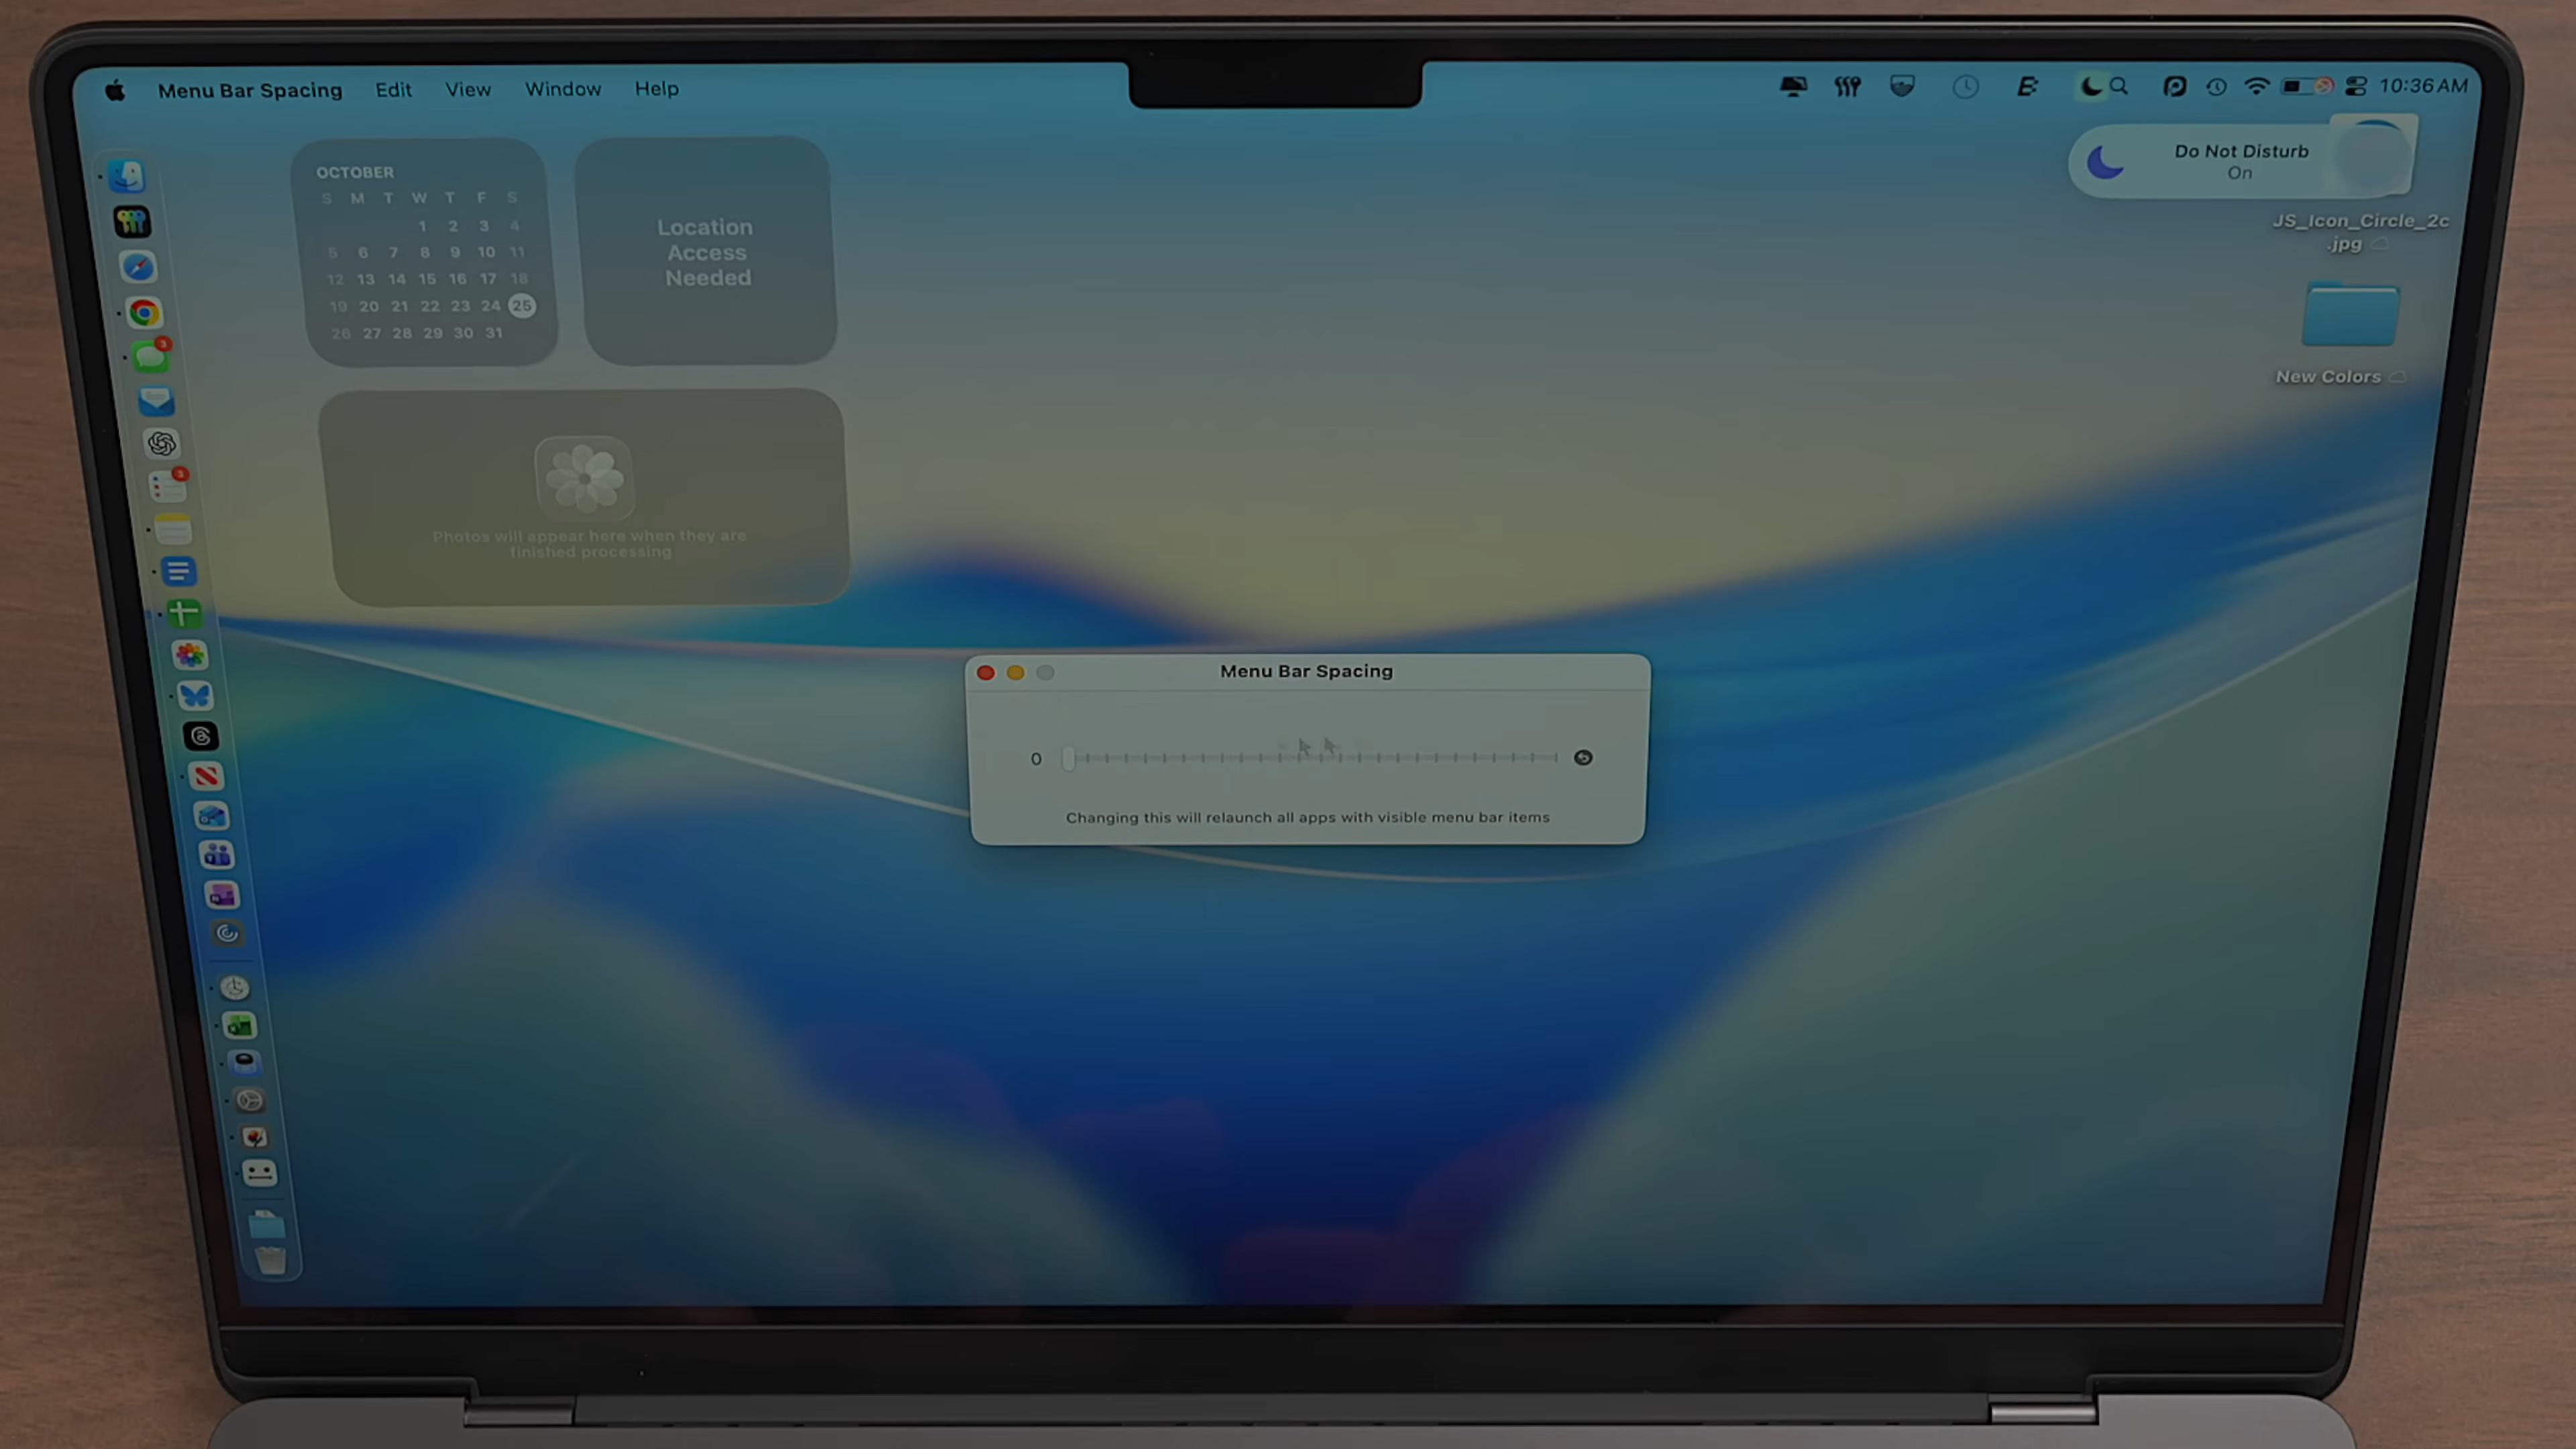 Menu Bar Spacing Edit View Window Help
10:36 AM
OCTOBER
S M T W T F S
1 2 3 4
5 6 7 8 9 10 11
12 13 14 15 16 17 18
19 20 21 22 23 24 25
26 27 28 29 30 31
Location
Access
Needed
Photos will appear here when they are
finished processing
Do Not Disturb
On
JS_Icon_Circle_2c
.jpg
New Colors
3
3
Menu Bar Spacing
0
Changing this will relaunch all apps with visible menu bar items